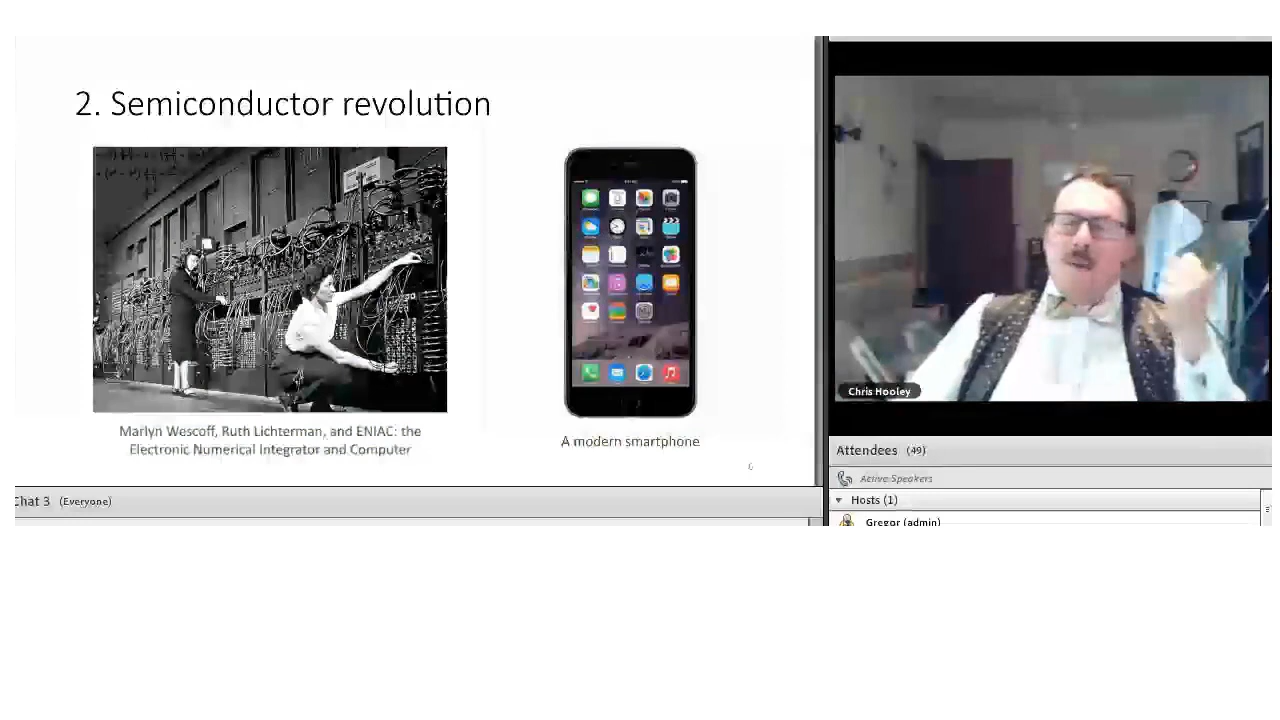 2. Semiconductor revolution
Marlyn Wescoff, Ruth Lichterman, and ENIAC: the
Electronic Numerical Integrator and Computer
A modern smartphone
6
Chat 3 (Everyone)
Chris Hooley
Attendees (49)
Active Speakers
Hosts (1)
Gregor (admin)